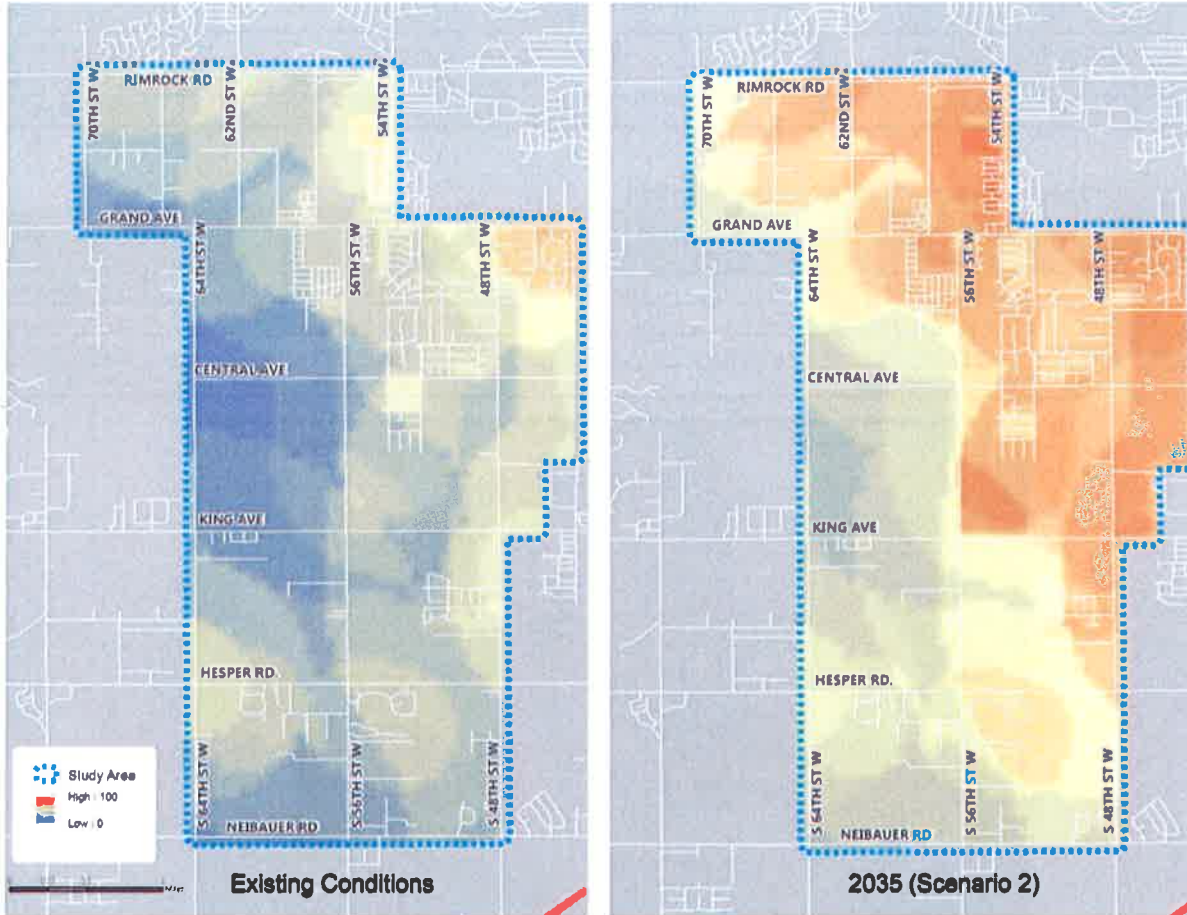 RIMROCK RD
70TH ST W
62ND ST W
54TH ST W
GRAND AVE
64TH ST W
56TH ST W
48TH ST W
CENTRAL AVE
KING AVE
HESPER RD.
S 64TH ST W
S 56TH ST W
S 48TH ST W
NEIBAUER RD
Study Area
High : 100
Low : 0
Existing Conditions
RIMROCK RD
70TH ST W
62ND ST W
54TH ST W
GRAND AVE
64TH ST W
56TH ST W
48TH ST W
CENTRAL AVE
KING AVE
HESPER RD.
S 64TH ST W
S 56TH ST W
S 48TH ST W
NEIBAUER RD
2035 (Scenario 2)